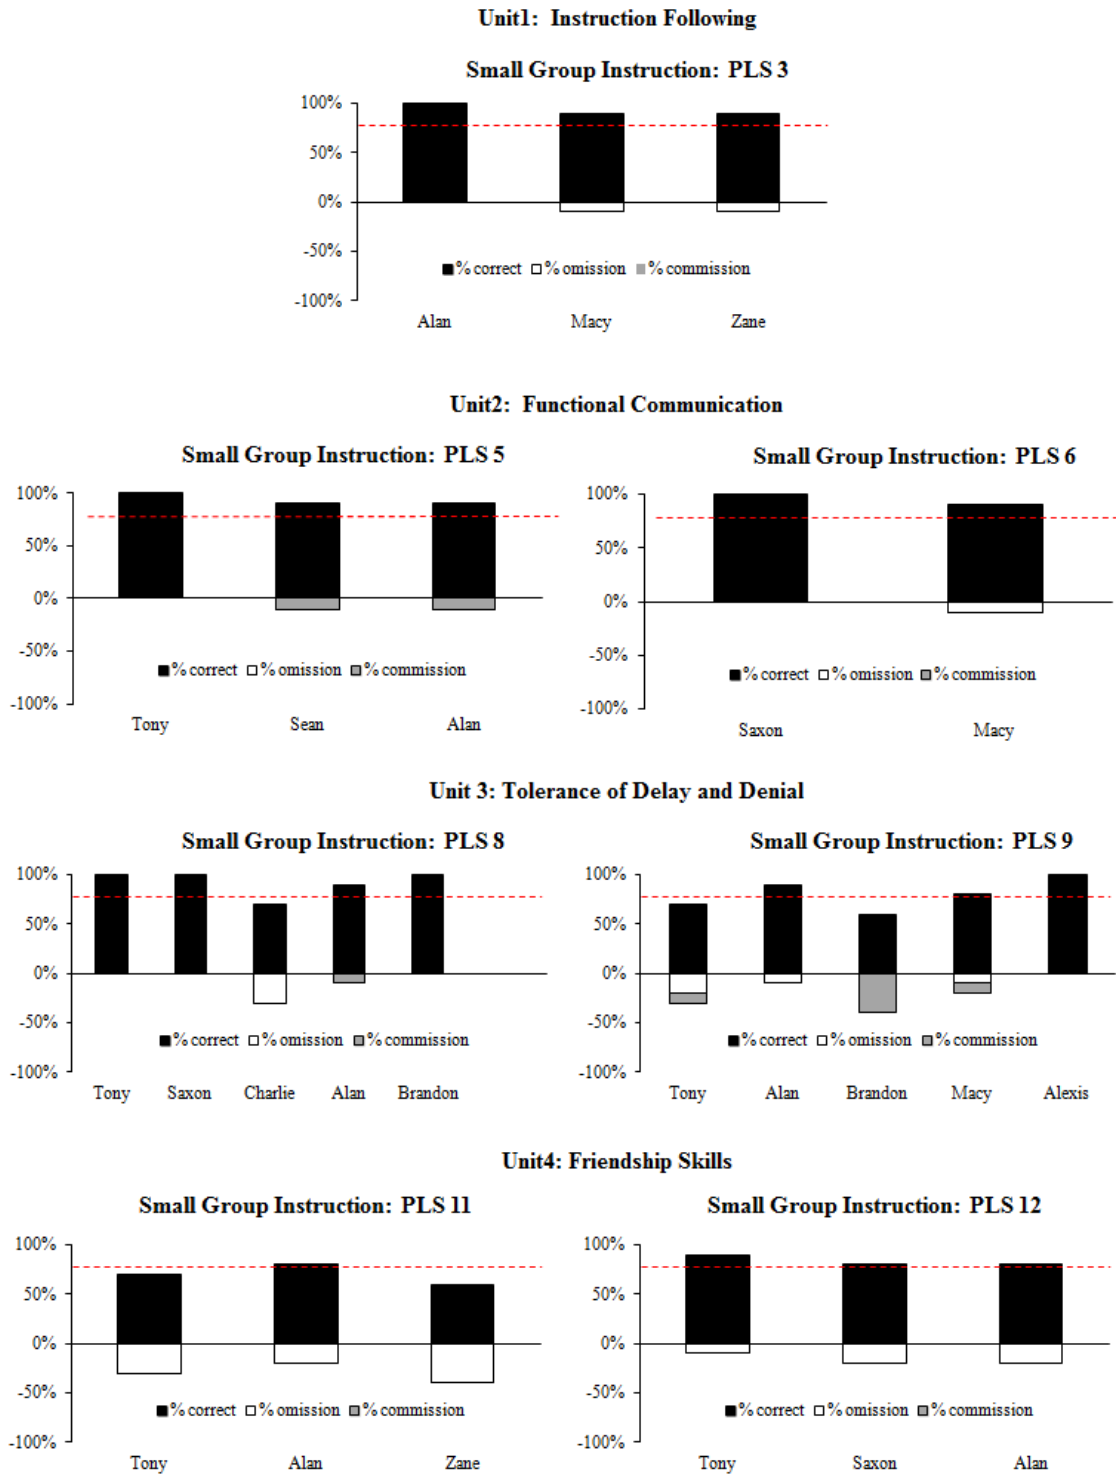 Unit1:  Instruction Following
Small Group Instruction: PLS 3
100%
50%
0%
-50%
-100%
% correct % omission % commission
Alan Macy Zane
Unit2:  Functional Communication
Small Group Instruction: PLS 5
100%
50%
0%
-50%
-100%
% correct % omission % commission
Tony Sean Alan
Small Group Instruction: PLS 6
100%
50%
0%
-50%
-100%
% correct % omission % commission
Saxon Macy
Unit 3: Tolerance of Delay and Denial
Small Group Instruction: PLS 8
100%
50%
0%
-50%
-100%
% correct % omission % commission
Tony Saxon Charlie Alan Brandon
Small Group Instruction: PLS 9
100%
50%
0%
-50%
-100%
% correct % omission % commission
Tony Alan Brandon Macy Alexis
Unit4: Friendship Skills
Small Group Instruction: PLS 11
100%
50%
0%
-50%
-100%
% correct % omission % commission
Tony Alan Zane
Small Group Instruction: PLS 12
100%
50%
0%
-50%
-100%
% correct % omission % commission
Tony Saxon Alan